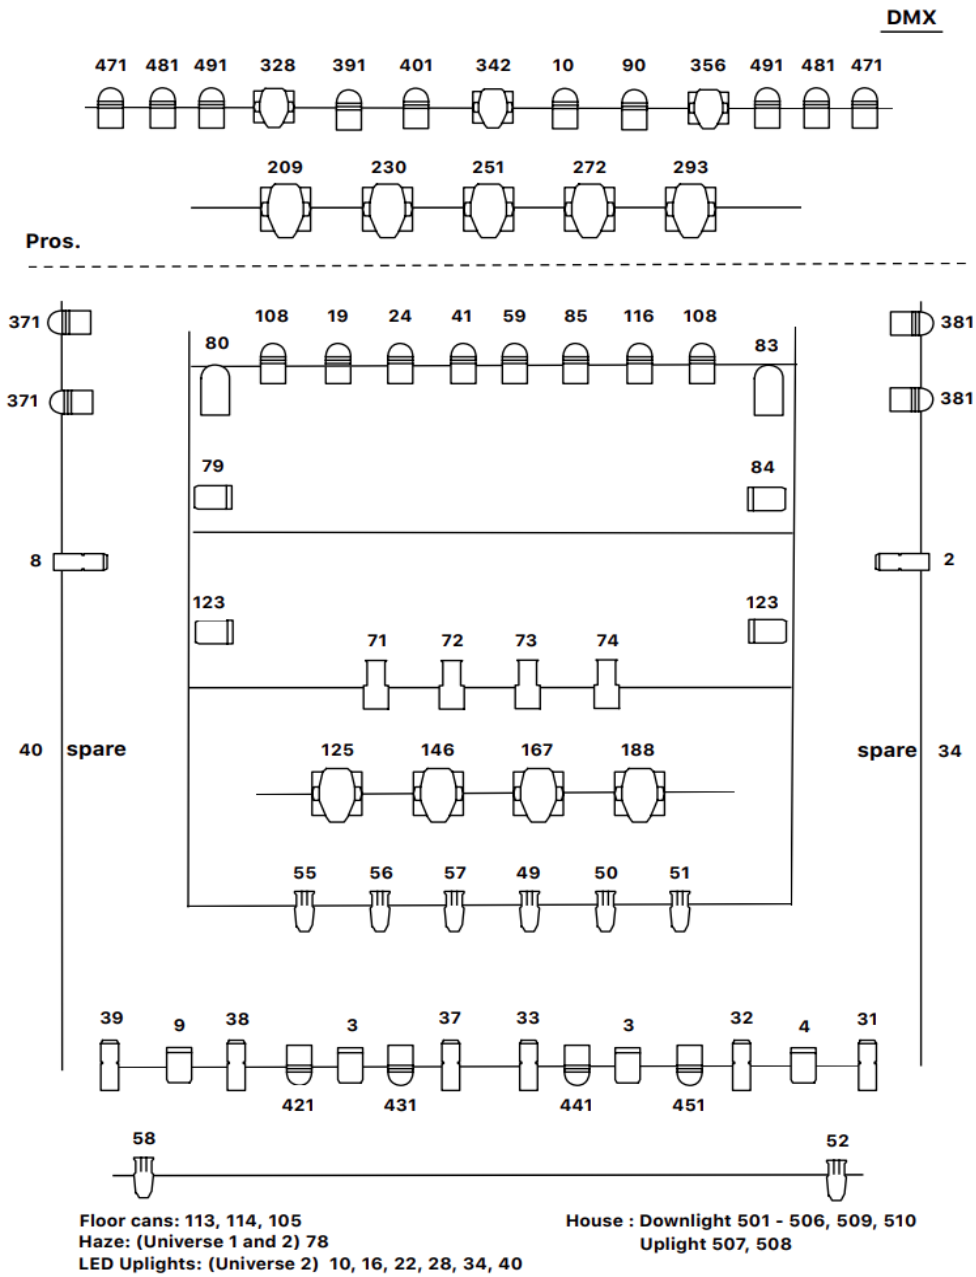 DMX
471 481 491 328 391 401 342 10 90 356 491 481 471
209 230 251 272 293
Pros.
371 108 19 24 41 59 85 116 108 381
80 83
371 381
79 84
8 2
123 123
71 72 73 74
40 spare 125 146 167 188 spare 34
55 56 57 49 50 51
39 9 38 3 37 33 3 32 4 31
421 431 441 451
58 52
Floor cans: 113, 114, 105
Haze: (Universe 1 and 2) 78
LED Uplights: (Universe 2) 10, 16, 22, 28, 34, 40
House : Downlight 501 - 506, 509, 510
Uplight 507, 508